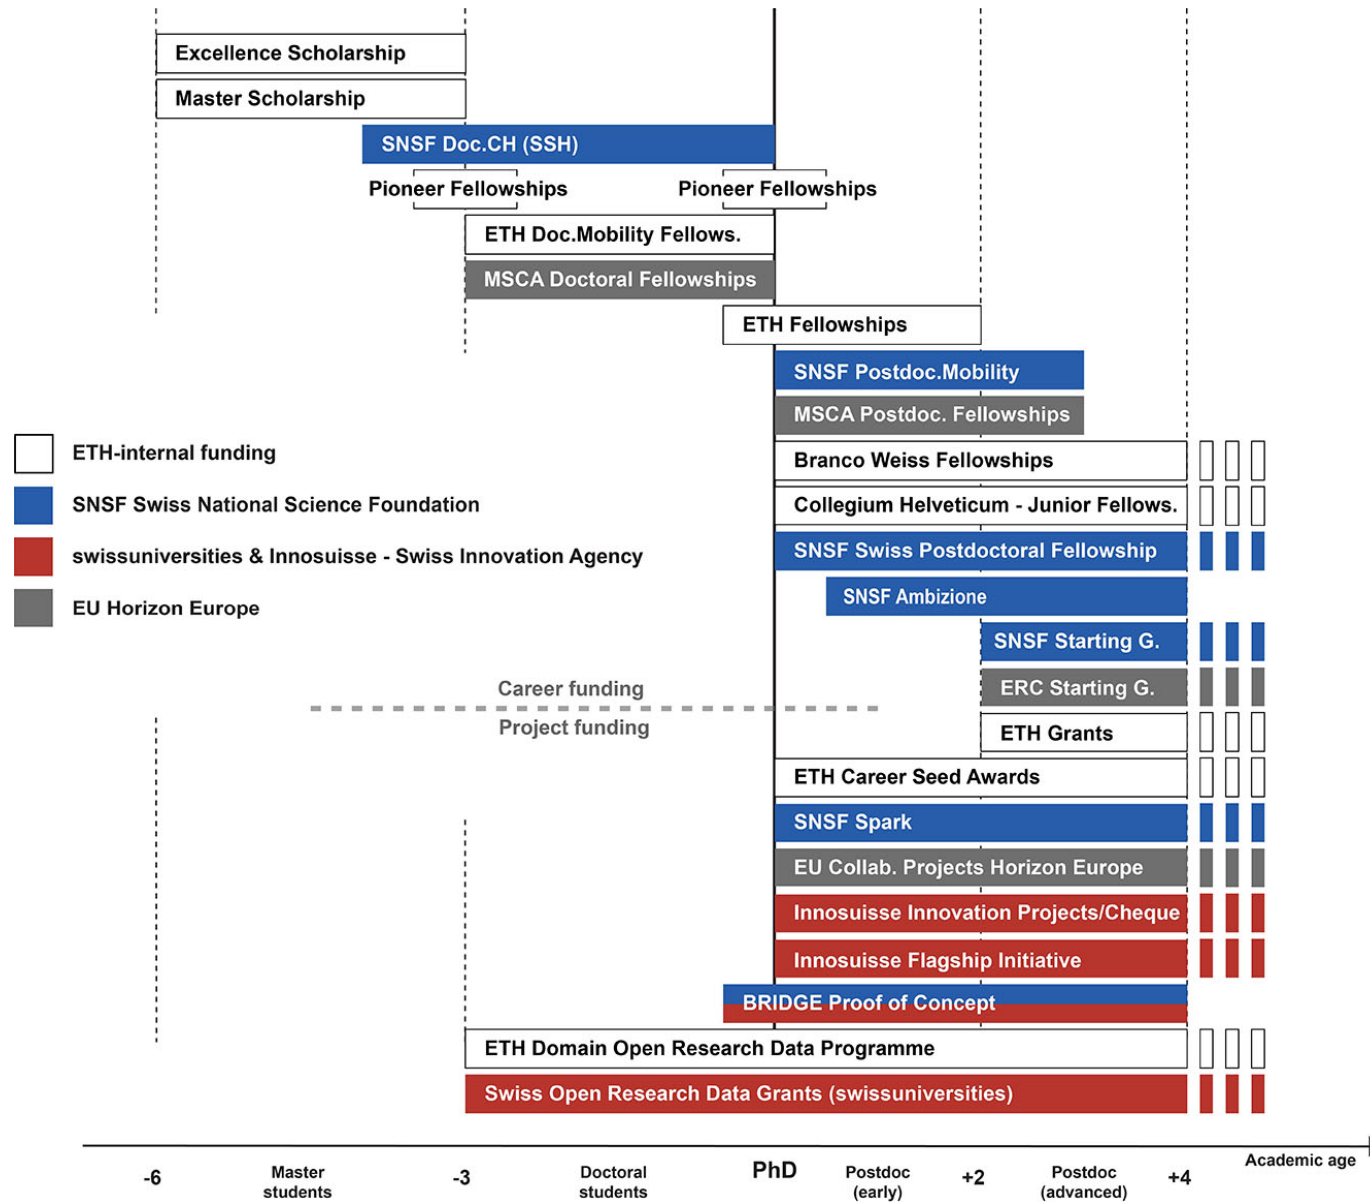 Excellence Scholarship
Master Scholarship
SNSF Doc.CH (SSH)
Pioneer Fellowships
Pioneer Fellowships
ETH Doc.Mobility Fellows.
MSCA Doctoral Fellowships
ETH Fellowships
SNSF Postdoc.Mobility
MSCA Postdoc. Fellowships
ETH-internal funding
SNSF Swiss National Science Foundation
swissuniversities & Innosuisse - Swiss Innovation Agency
EU Horizon Europe
Branco Weiss Fellowships
Collegium Helveticum - Junior Fellows.
SNSF Swiss Postdoctoral Fellowship
SNSF Ambizione
SNSF Starting G.
ERC Starting G.
Career funding
Project funding
ETH Grants
ETH Career Seed Awards
SNSF Spark
EU Collab. Projects Horizon Europe
Innosuisse Innovation Projects/Cheque
Innosuisse Flagship Initiative
BRIDGE Proof of Concept
ETH Domain Open Research Data Programme
Swiss Open Research Data Grants (swissuniversities)
Academic age
-6
Master
students
-3
Doctoral
students
PhD
Postdoc
(early)
+2
Postdoc
(advanced)
+4